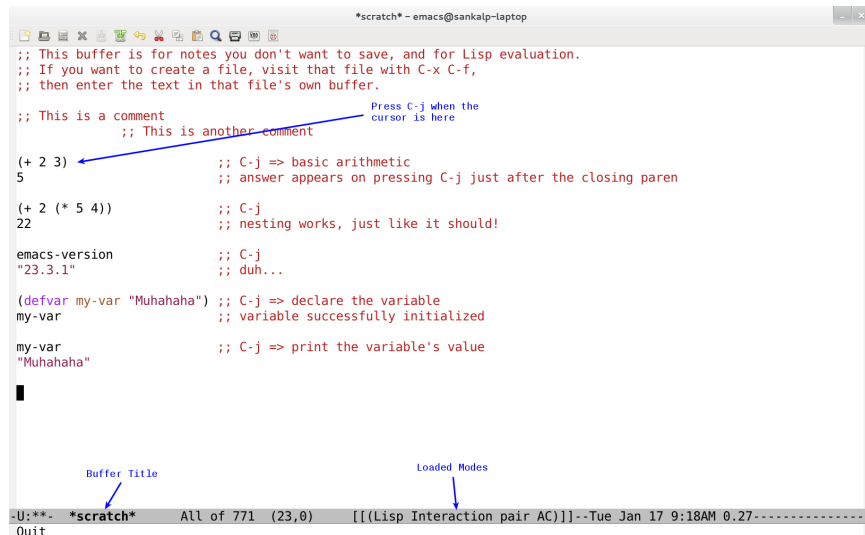 *scratch* – emacs@sankalp-laptop
;; This buffer is for notes you don't want to save, and for Lisp evaluation.
;; If you want to create a file, visit that file with C-x C-f,
;; then enter the text in that file's own buffer.
Press C-j when the
;; This is a comment cursor is here
;; This is another comment
(+ 2 3) ;; C-j => basic arithmetic
5 ;; answer appears on pressing C-j just after the closing paren
(+ 2 (* 5 4)) ;; C-j
22 ;; nesting works, just like it should!
emacs-version ;; C-j
"23.3.1" ;; duh...
(defvar my-var "Muhahaha") ;; C-j => declare the variable
my-var ;; variable successfully initialized
my-var ;; C-j => print the variable's value
"Muhahaha"
Buffer Title Loaded Modes
-U:**- *scratch* All of 771 (23,0) [[(Lisp Interaction pair AC)]]--Tue Jan 17 9:18AM 0.27---------------
Quit